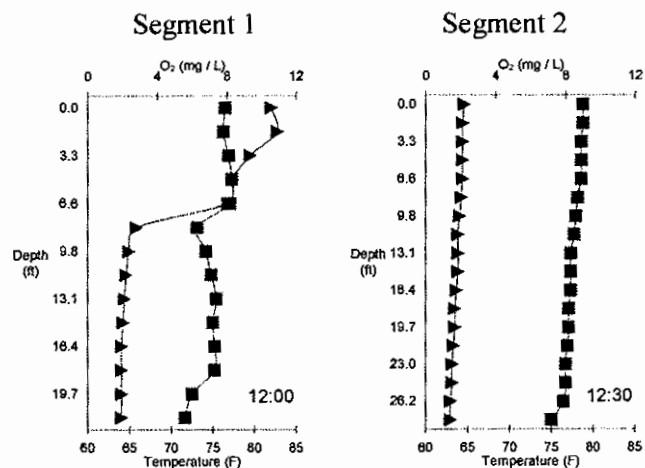 Segment 1
O₂ (mg / L)
0 4 8 12
0.0
3.3
6.6
9.8
13.1
16.4
19.7
Depth
(ft)
12:00
60 65 70 75 80 85
Temperature (F)
Segment 2
O₂ (mg / L)
0 4 8 12
0.0
3.3
6.6
9.8
13.1
16.4
19.7
23.0
26.2
Depth
(ft)
12:30
60 65 70 75 80 85
Temperature (F)